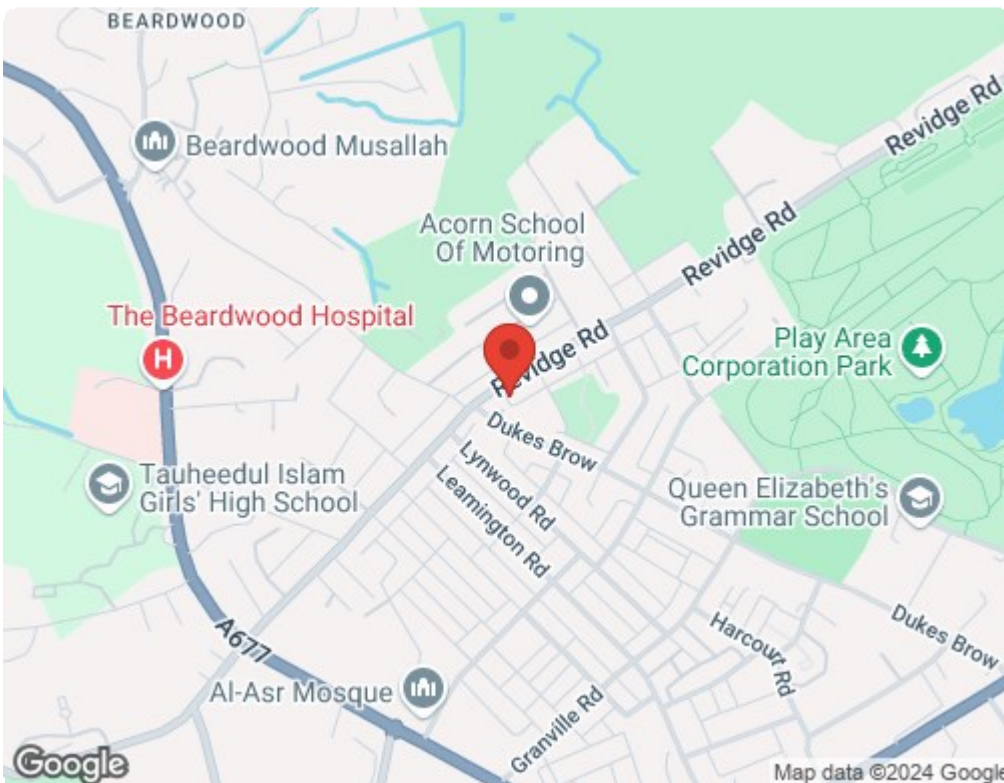 BEARDWOOD
Beardwood Musallah
Revidge Rd
Revidge Rd
Acorn School
Of Motoring
The Beardwood Hospital
H
Revidge Rd
Play Area
Corporation Park
Dukes Brow
Lynwood Rd
Leamington Rd
Tauheedul Islam
Girls' High School
Queen Elizabeth's
Grammar School
Dukes Brow
Harcourt Rd
A677
Al-Asr Mosque
Granville Rd
Google
Map data ©2024 Google